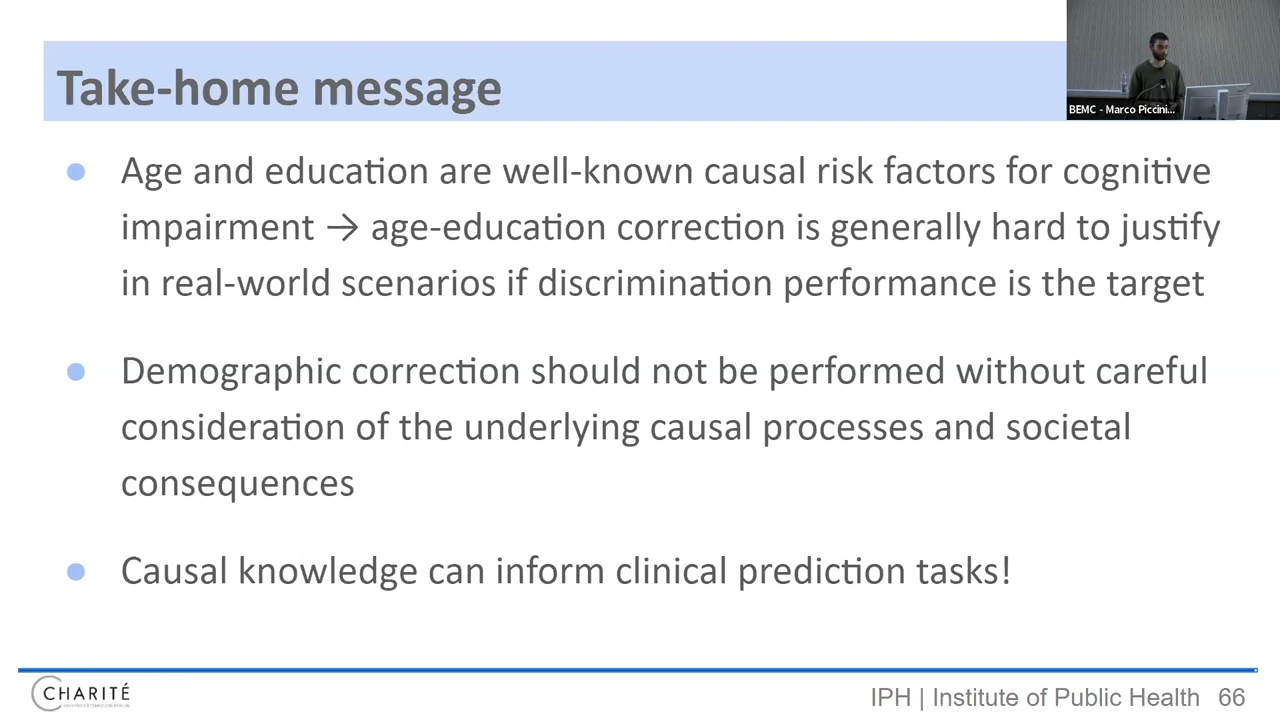 Take-home message
BEMC - Marco Piccini...
Age and education are well-known causal risk factors for cognitive
impairment → age-education correction is generally hard to justify
in real-world scenarios if discrimination performance is the target
Demographic correction should not be performed without careful
consideration of the underlying causal processes and societal
consequences
Causal knowledge can inform clinical prediction tasks!
CHARITÉ
IPH | Institute of Public Health 66